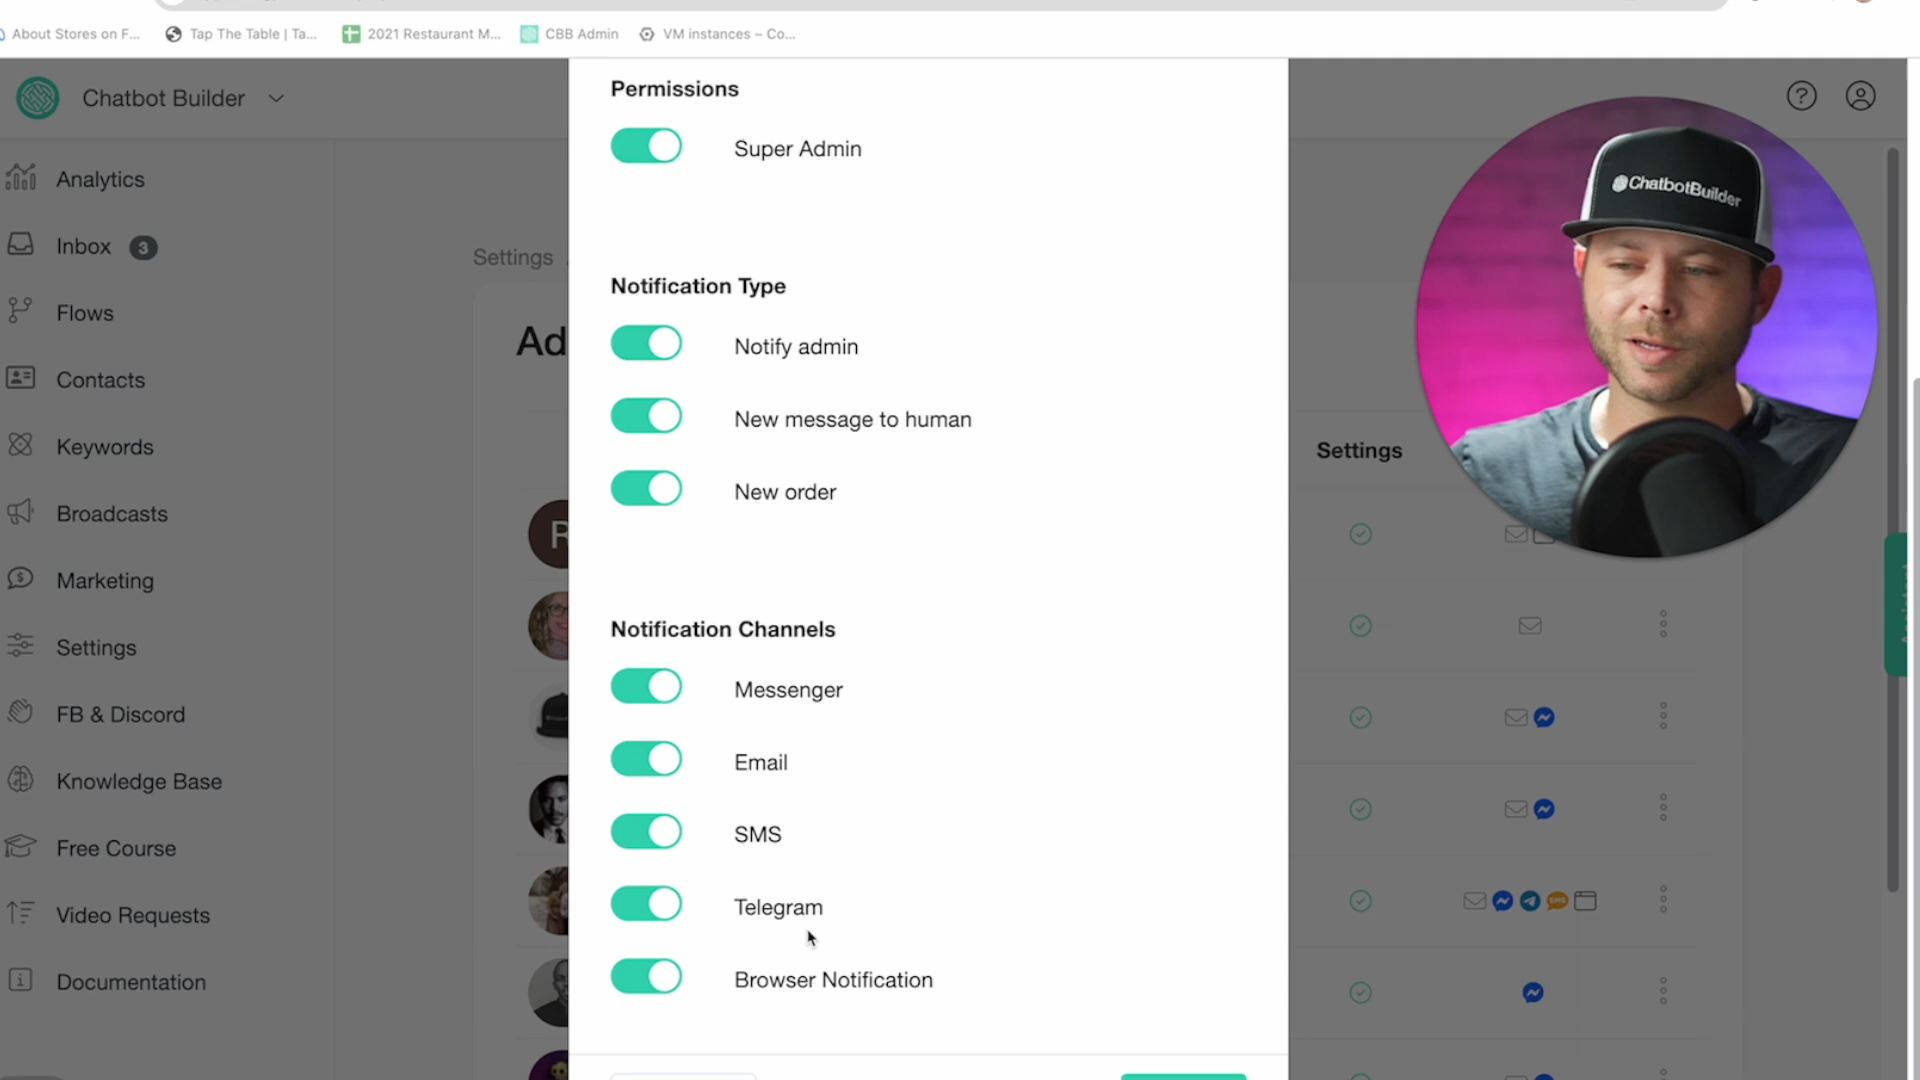 About Stores on F...
Tap The Table | Ta...
2021 Restaurant M...
CBB Admin
VM instances – Co...
Chatbot Builder
Analytics
Inbox 3
Flows
Contacts
Keywords
Broadcasts
Marketing
Settings
FB & Discord
Knowledge Base
Free Course
Video Requests
Documentation
Settings /
Ad
R
Permissions
Super Admin
Notification Type
Notify admin
New message to human
New order
Notification Channels
Messenger
Email
SMS
Telegram
Browser Notification
Settings
ChatbotBuilder
SMS